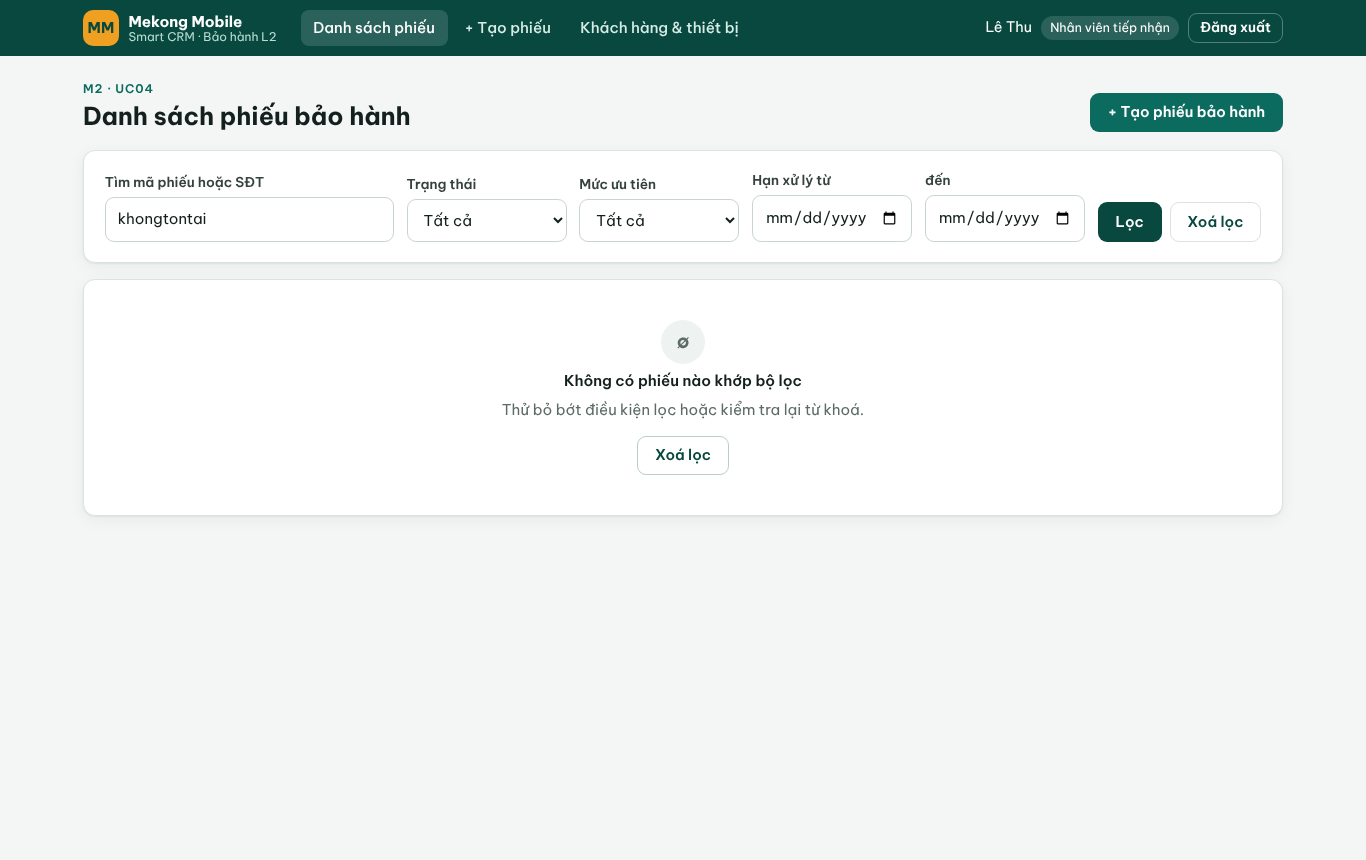 MM
Mekong Mobile
Smart CRM · Bảo hành L2
Danh sách phiếu
+ Tạo phiếu
Khách hàng & thiết bị
Lê Thu
Nhân viên tiếp nhận
Đăng xuất
M2 · UC04
Danh sách phiếu bảo hành
+ Tạo phiếu bảo hành
Tìm mã phiếu hoặc SĐT
Trạng thái
Mức ưu tiên
Hạn xử lý từ
đến
khongtontai
Tất cả
Tất cả
mm/dd/yyyy
mm/dd/yyyy
Lọc
Xoá lọc
ø
Không có phiếu nào khớp bộ lọc
Thử bỏ bớt điều kiện lọc hoặc kiểm tra lại từ khoá.
Xoá lọc